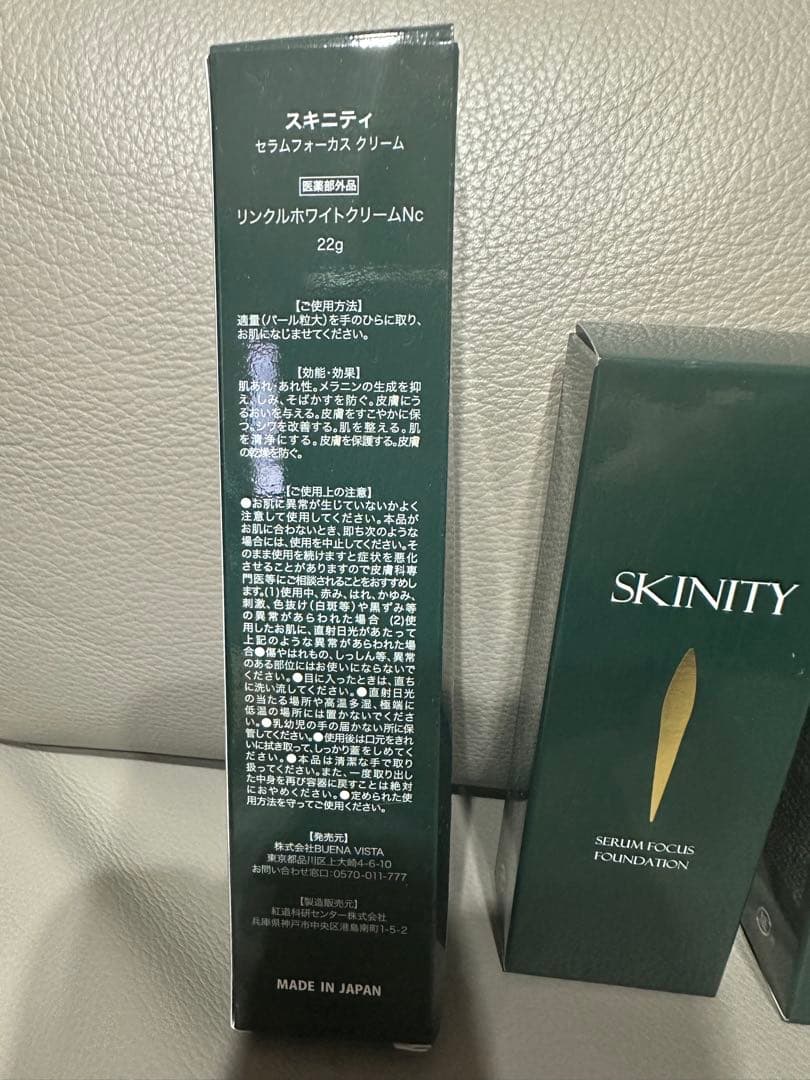 スキニティ
セラムフォーカス クリーム
医薬部外品
リンクルホワイトクリームNc
22g
【ご使用方法】
適量(パール粒大)を手のひらに取り、
お肌になじませてください。
【効能・効果】
肌あれ・あれ性。メラニンの生成を抑
え、しみ、そばかすを防ぐ。皮膚にう
るおいを与える。皮膚をすこやかに保
つ。シワを改善する。肌を整える。肌
を清浄にする。皮膚を保護する。皮膚
の乾燥を防ぐ。
【ご使用上の注意】
●お肌に異常が生じていないかよく
注意して使用してください。本品が
お肌に合わないとき、即ち次のような
場合には、使用を中止してください。そ
のまま使用を続けますと症状を悪化
させることがありますので皮膚科専
門医等にご相談されることをおすすめし
ます。(1)使用中、赤み、はれ、かゆみ、
刺激、色抜け(白斑等)や黒ずみ等
の異常があらわれた場合 (2)使
用したお肌に、直射日光があたって
上記のような異常があらわれた場
合●傷やはれもの、しっしん等、異常
のある部位にはお使いにならないで
ください。●目に入ったときは、直ち
に洗い流してください。●直射日光
の当たる場所や高温多湿、極端に
低温の場所には置かないでくださ
い。●乳幼児の手の届かない所に保
管してください。●使用後は口元をきれ
いに拭き取って、しっかり蓋をしめてく
ださい。●本品は清潔な手で取り
扱ってください。また、一度取り出し
た中身を再び容器に戻すことは絶対
におやめください。●定められた使
用方法を守ってご使用ください。
【発売元】
株式会社BUENA VISTA
東京都品川区上大崎4-6-10
お問い合わせ窓口:0570-011-777
【製造販売元】
紅道科研センター株式会社
兵庫県神戸市中央区港島南町1-5-2
MADE IN JAPAN
SKINITY
SERUM FOCUS
FOUNDATION